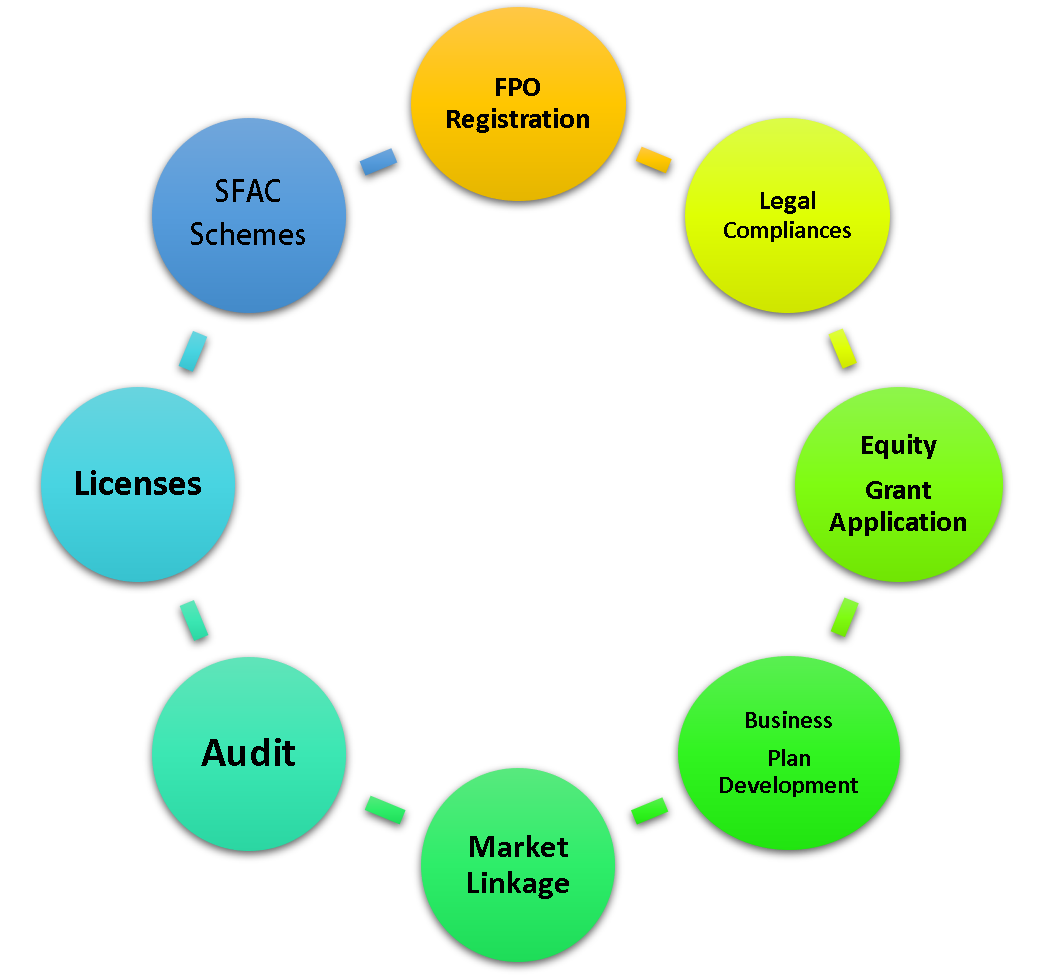 FPO
Registration
Legal
Compliances
Equity
Grant
Application
Business
Plan
Development
Market
Linkage
Audit
Licenses
SFAC
Schemes